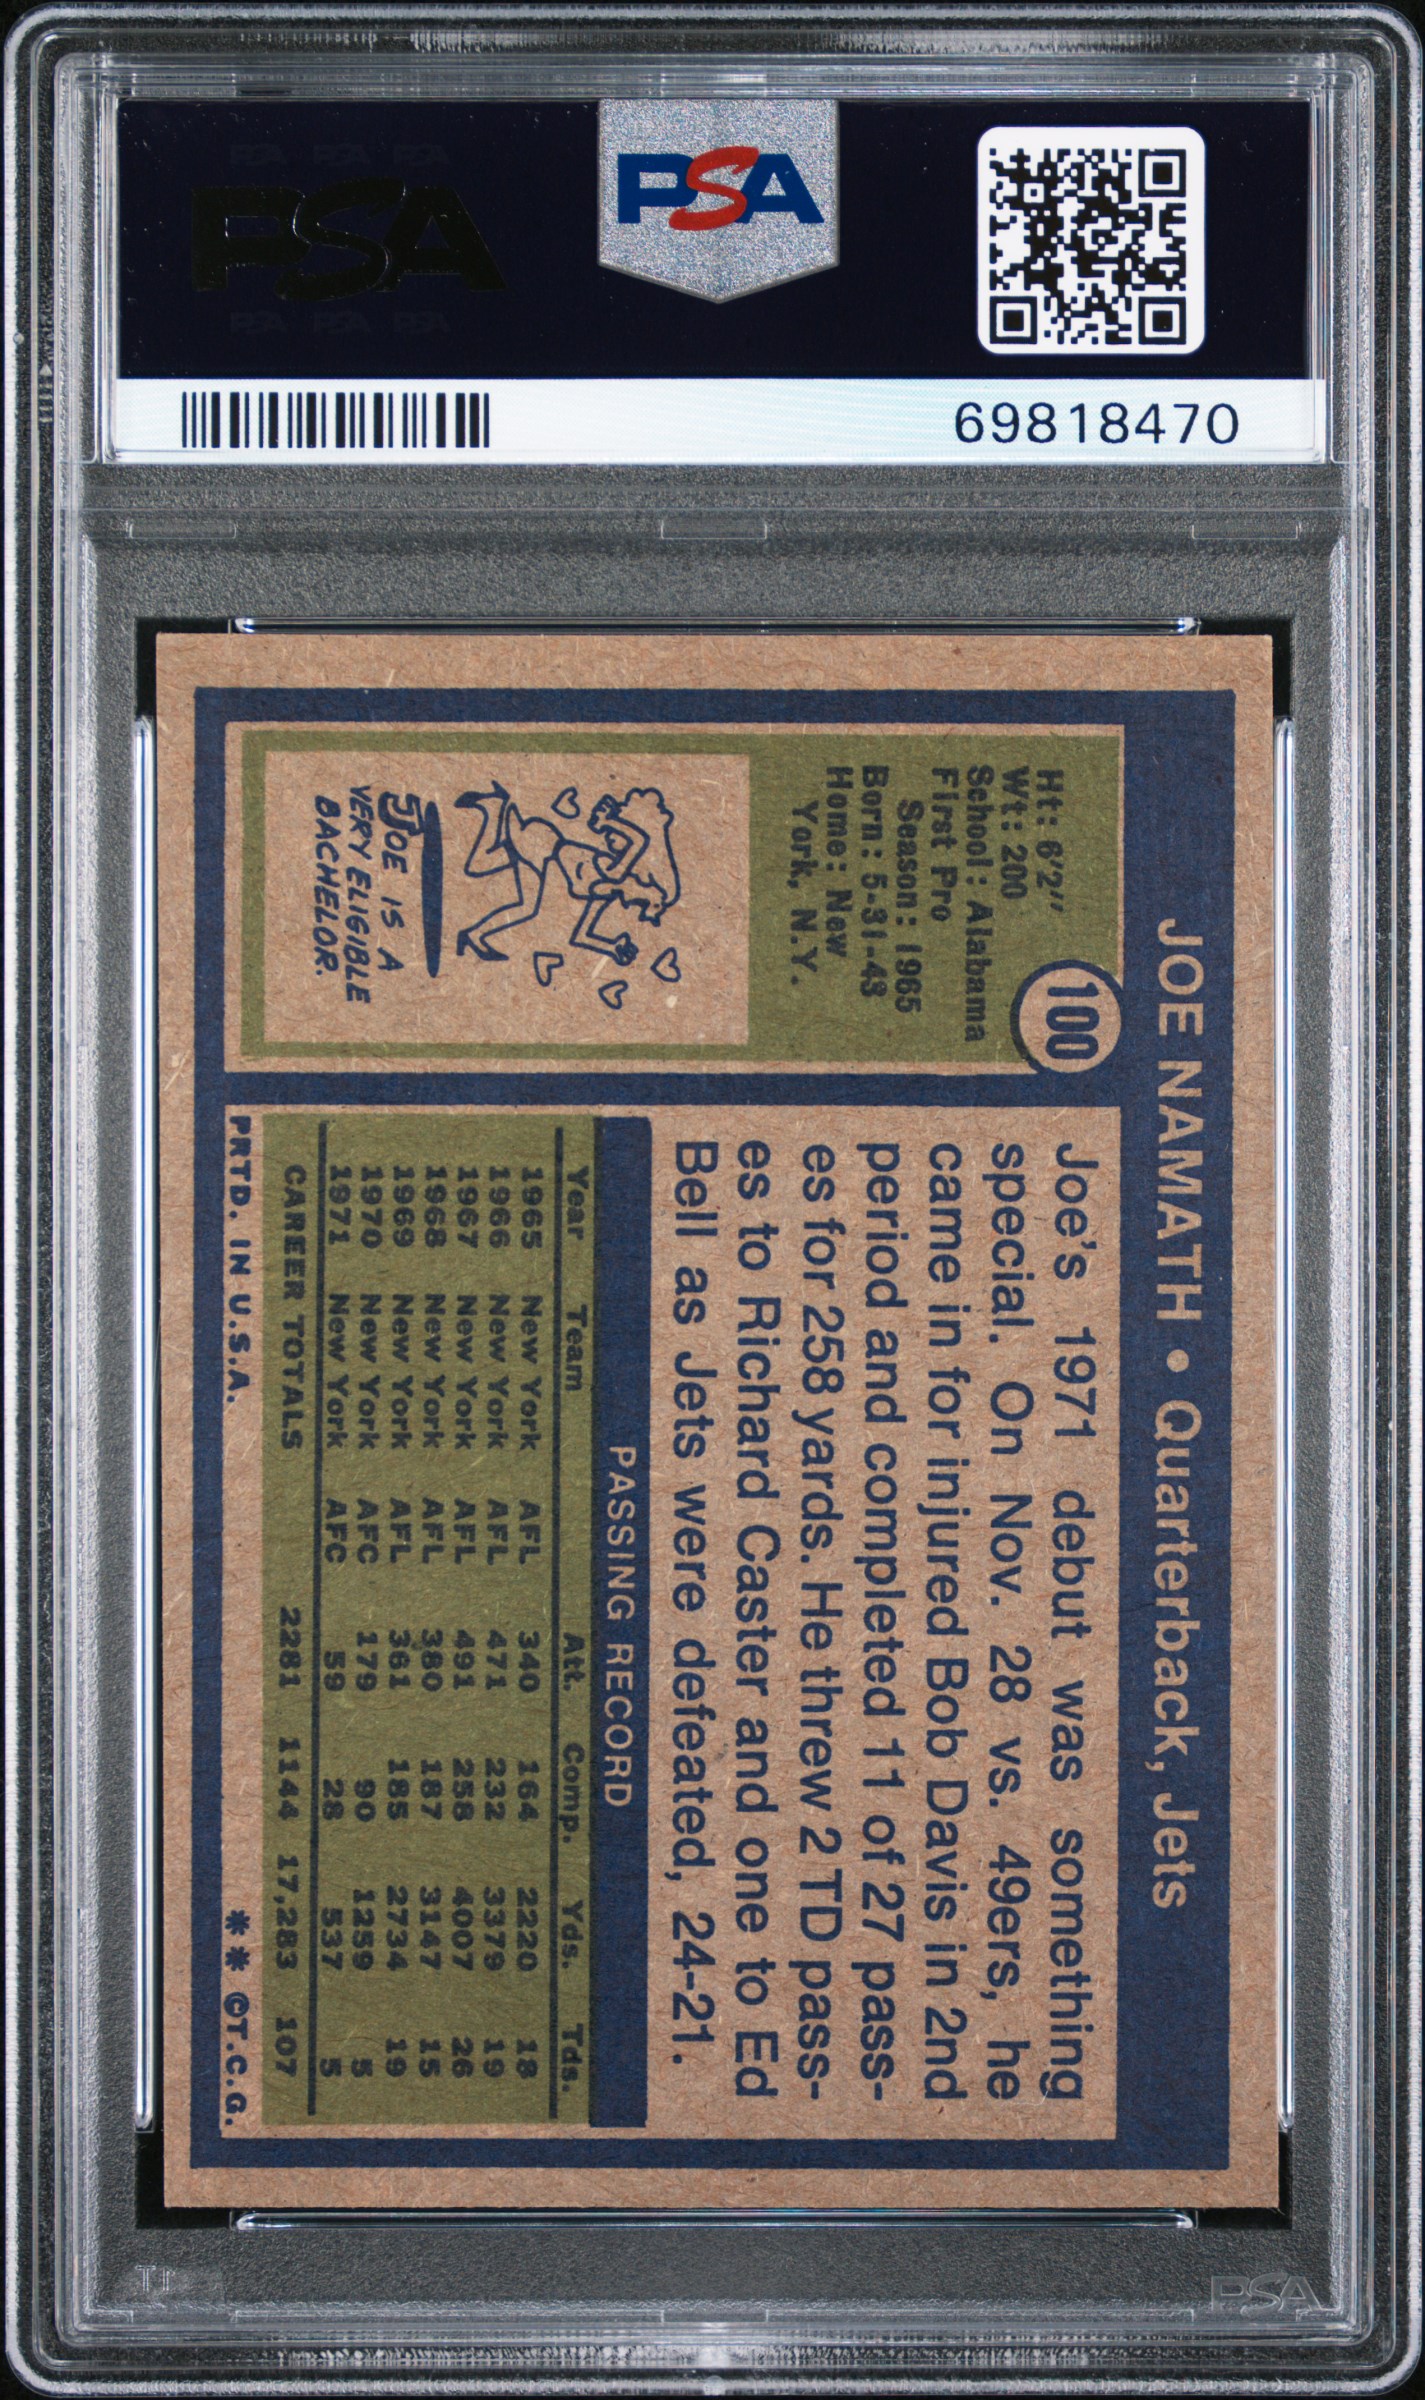 PSA PSA PSA
PSA
PSA PSA PSA
PSA
69818470
JOE NAMATH • Quarterback, Jets
100
Ht: 6'2"
Wt: 200
School: Alabama
First Pro
Season: 1965
Born: 5-31-43
Home: New
York, N.Y.
JOE IS A
VERY ELIGIBLE
BACHELOR.
Joe's 1971 debut was something
special. On Nov. 28 vs. 49ers, he
came in for injured Bob Davis in 2nd
period and completed 11 of 27 pass-
es for 258 yards. He threw 2 TD pass-
es to Richard Caster and one to Ed
Bell as Jets were defeated, 24-21.
PASSING RECORD
Year Team Att. Comp. Yds. Tds.
1965 New York AFL 340 164 2220 18
1966 New York AFL 471 232 3379 19
1967 New York AFL 491 258 4007 26
1968 New York AFL 380 187 3147 15
1969 New York AFL 361 185 2734 19
1970 New York AFC 179 90 1259 5
1971 New York AFC 59 28 537 5
CAREER TOTALS 2281 1144 17,283 107
PRTD. IN U.S.A. ** ©T.C.G.
PSA